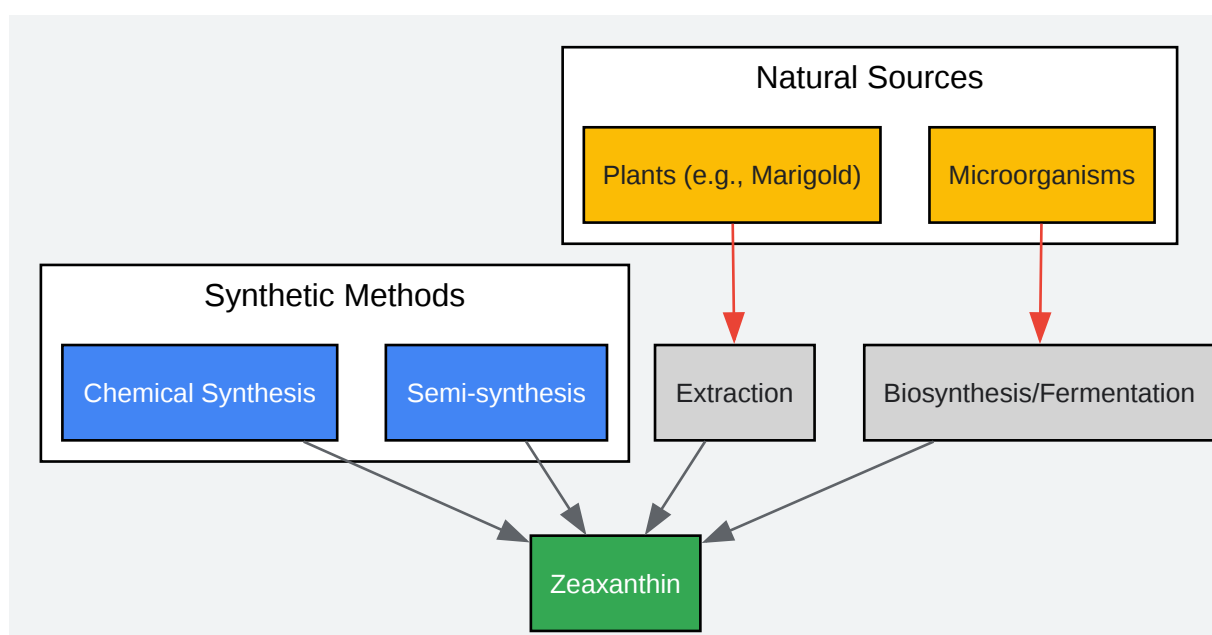 Natural Sources
Plants (e.g., Marigold)
Microorganisms
Synthetic Methods
Chemical Synthesis
Semi-synthesis
Extraction
Biosynthesis/Fermentation
Zeaxanthin